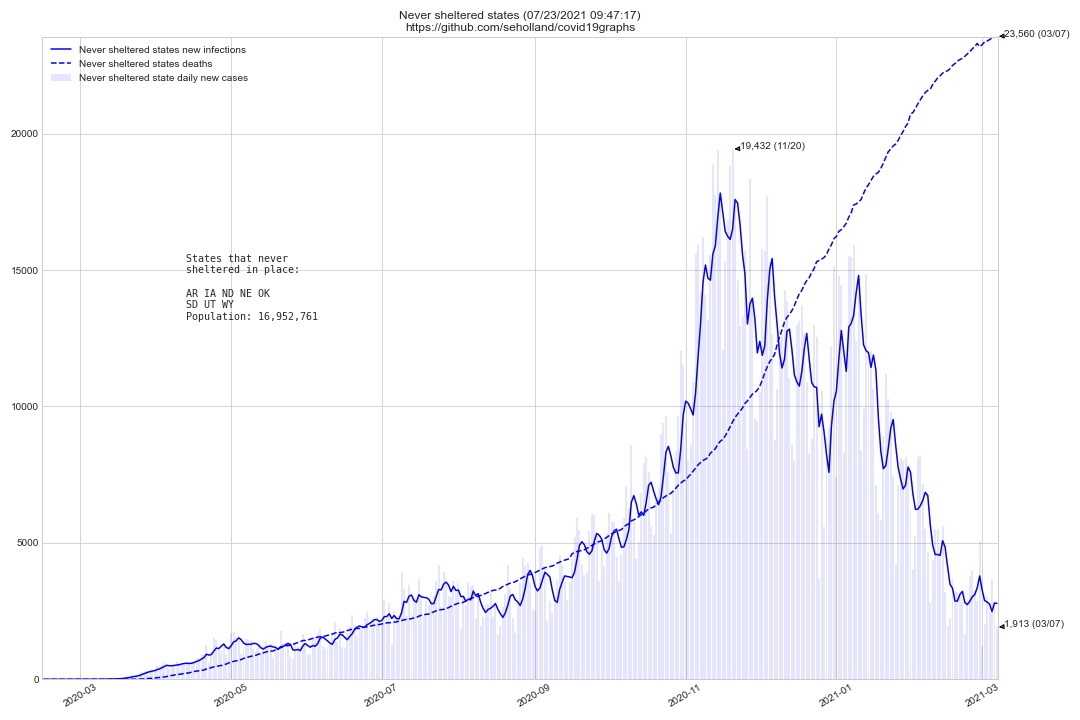 Never sheltered states (07/23/2021 09:47:17)
https://github.com/seholland/covid19graphs
Never sheltered states new infections
Never sheltered states deaths
Never sheltered state daily new cases
23,560 (03/07)
19,432 (11/20)
States that never
sheltered in place:
AR IA ND NE OK
SD UT WY
Population: 16,952,761
1,913 (03/07)
20000
15000
10000
5000
0
2020-03
2020-05
2020-07
2020-09
2020-11
2021-01
2021-03